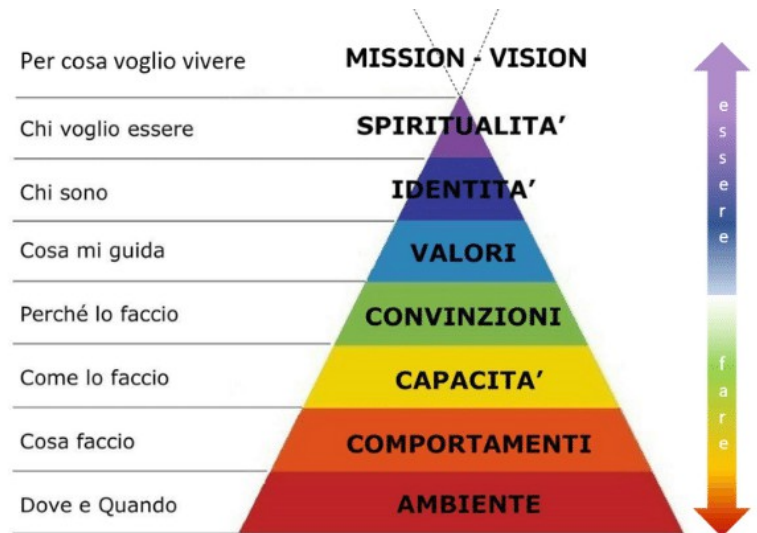 Per cosa voglio vivere
MISSION - VISION
Chi voglio essere
SPIRITUALITA’
Chi sono
IDENTITA’
Cosa mi guida
VALORI
Perché lo faccio
CONVINZIONI
Come lo faccio
CAPACITA’
Cosa faccio
COMPORTAMENTI
Dove e Quando
AMBIENTE
essere
fare